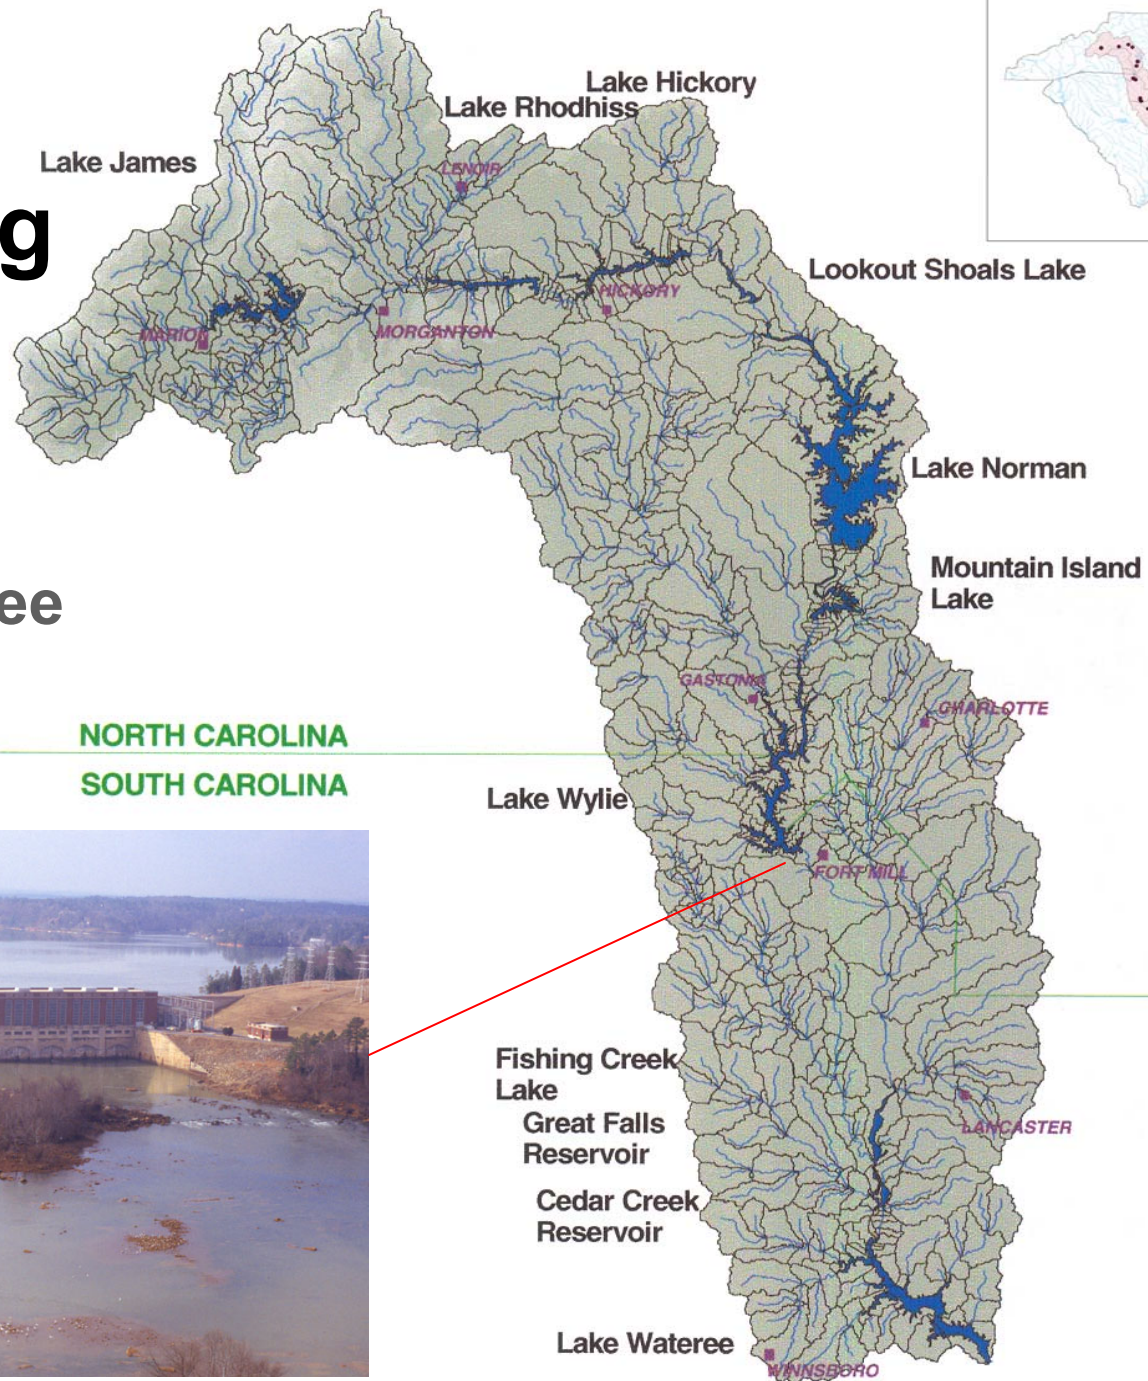 Lake Hickory
Lake Rhodhiss
Lake James
LENOIR
g
Lookout Shoals Lake
HICKORY
MARION
MORGANTON
Lake Norman
Mountain Island
Lake
ee
GASTONIA
CHARLOTTE
NORTH CAROLINA
SOUTH CAROLINA
Lake Wylie
FORT MILL
Fishing Creek
Lake
Great Falls
Reservoir
LANCASTER
Cedar Creek
Reservoir
Lake Wateree
WINNSBORO